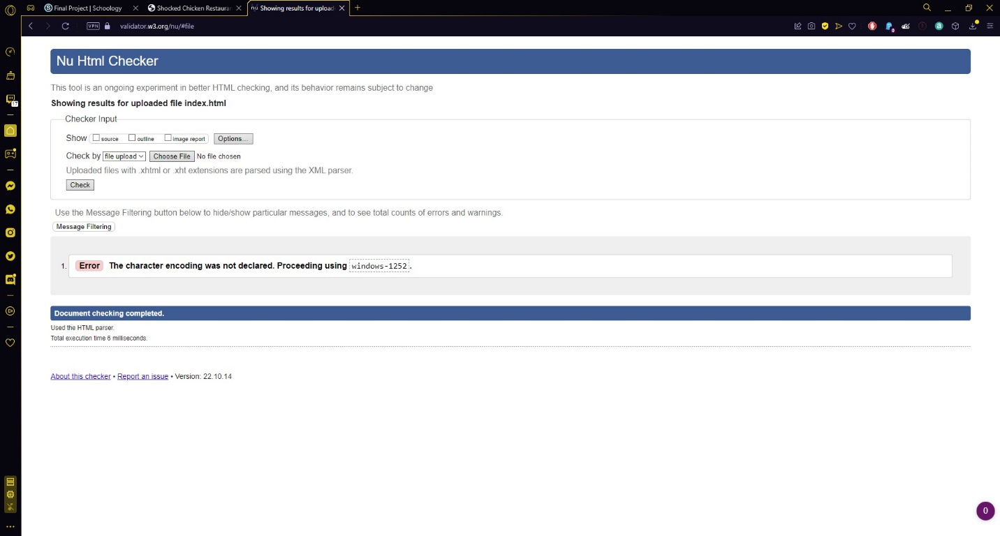 Final Project | Schoology
Shocked Chicken Restauran
nu Showing results for upload
VPN validator.w3.org/nu/#file
0
a
17
Nu Html Checker
This tool is an ongoing experiment in better HTML checking, and its behavior remains subject to change
Showing results for uploaded file index.html
Checker Input
Show source outline image report Options...
Check by file upload Choose File No file chosen
Uploaded files with .xhtml or .xht extensions are parsed using the XML parser.
Check
Use the Message Filtering button below to hide/show particular messages, and to see total counts of errors and warnings.
Message Filtering
1. Error The character encoding was not declared. Proceeding using windows-1252.
Document checking completed.
Used the HTML parser.
Total execution time 6 milliseconds.
About this checker • Report an issue • Version: 22.10.14
0